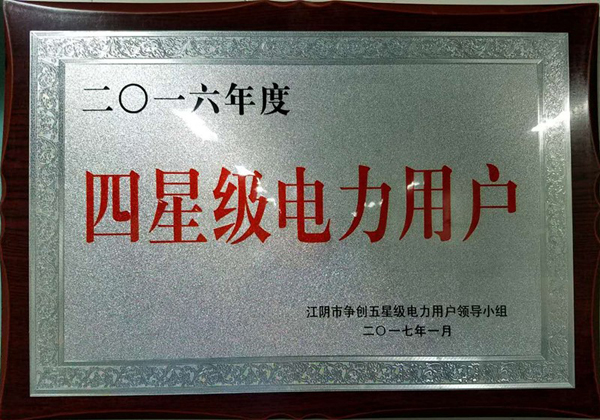 二〇一六年度
四星级电力用户
江阴市争创五星级电力用户领导小组
二〇一七年一月